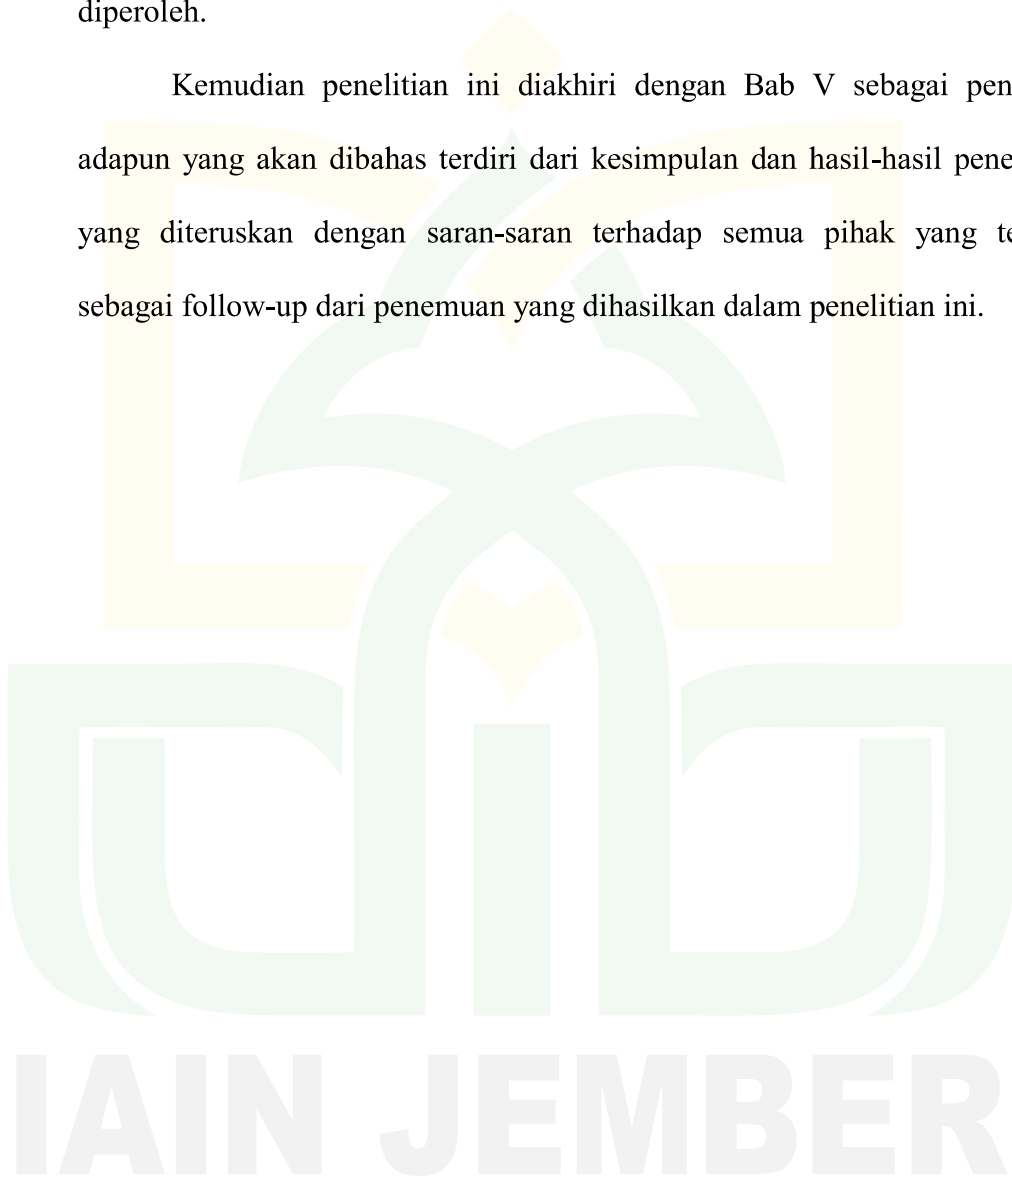 diperoleh.
Kemudian penelitian ini diakhiri dengan Bab V sebagai pen
adapun yang akan dibahas terdiri dari kesimpulan dan hasil-hasil pene
yang diteruskan dengan saran-saran terhadap semua pihak yang te
sebagai follow-up dari penemuan yang dihasilkan dalam penelitian ini.
IAIN JEMBER